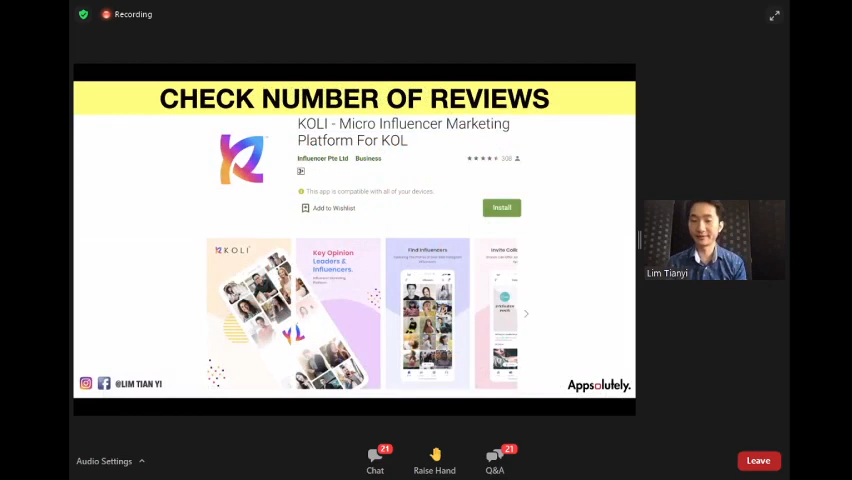 Recording
CHECK NUMBER OF REVIEWS
KOLI - Micro Influencer Marketing
Platform For KOL
Influencer Pte Ltd Business
3+
This app is compatible with all of your devices.
Add to Wishlist
Install
KOLI
Key Opinion
Leaders &
Influencers.
Find Influencers
Lim Tianyi
@LIM TIAN YI
Appsolutely.
Audio Settings
21
Chat
Raise Hand
21
Q&A
Leave